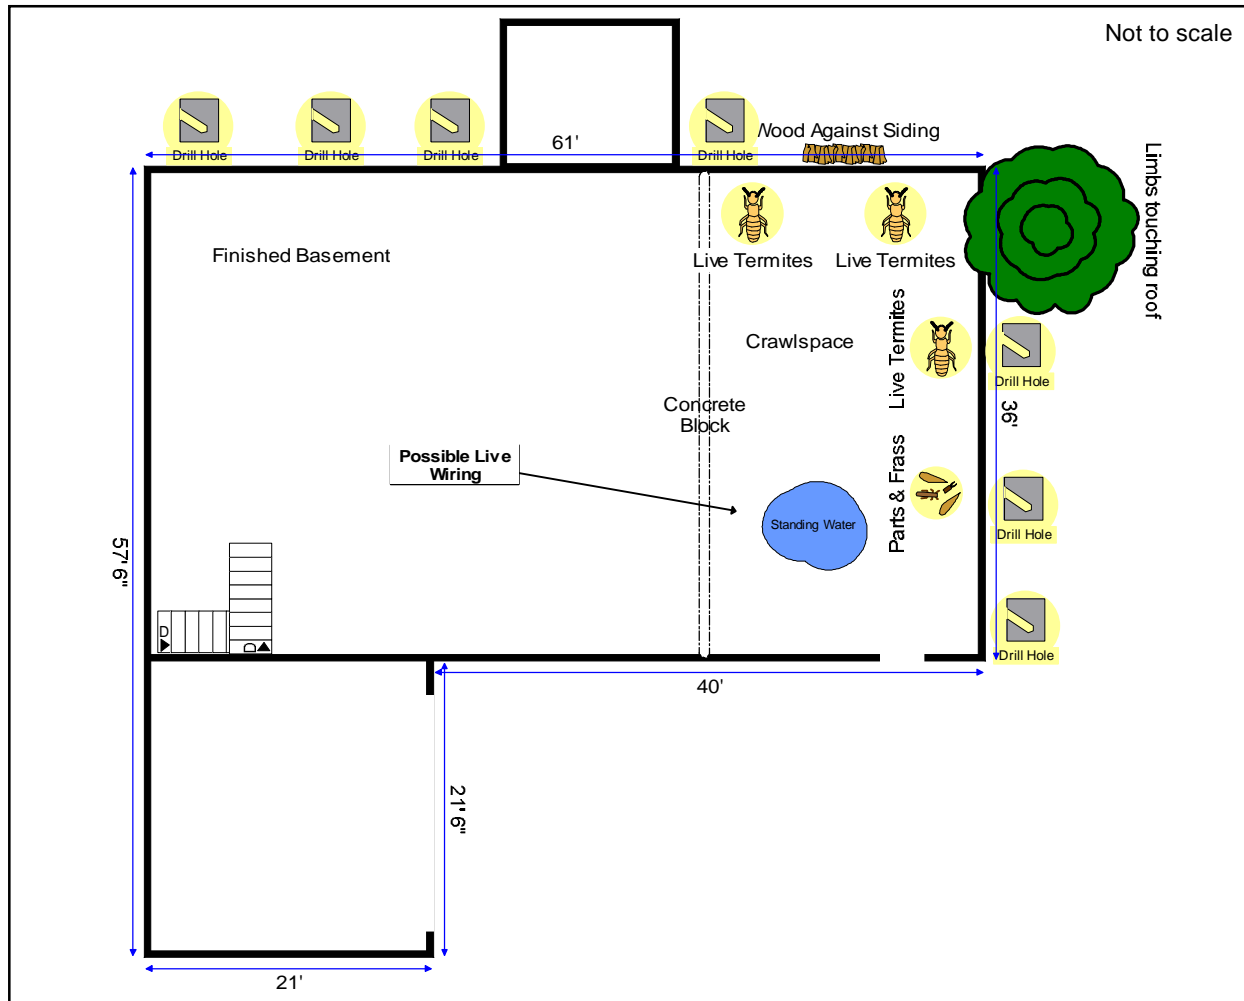 Not to scale
Wood Against Siding
61'
Drill Hole
Drill Hole
Drill Hole
Drill Hole
Limbs touching roof
Finished Basement
Live Termites
Live Termites
Live Termites
Crawlspace
Drill Hole
36'
Concrete
Block
Possible Live
Wiring
Parts & Frass
Standing Water
Drill Hole
57' 6"
D
D
Drill Hole
40'
21' 6"
21'